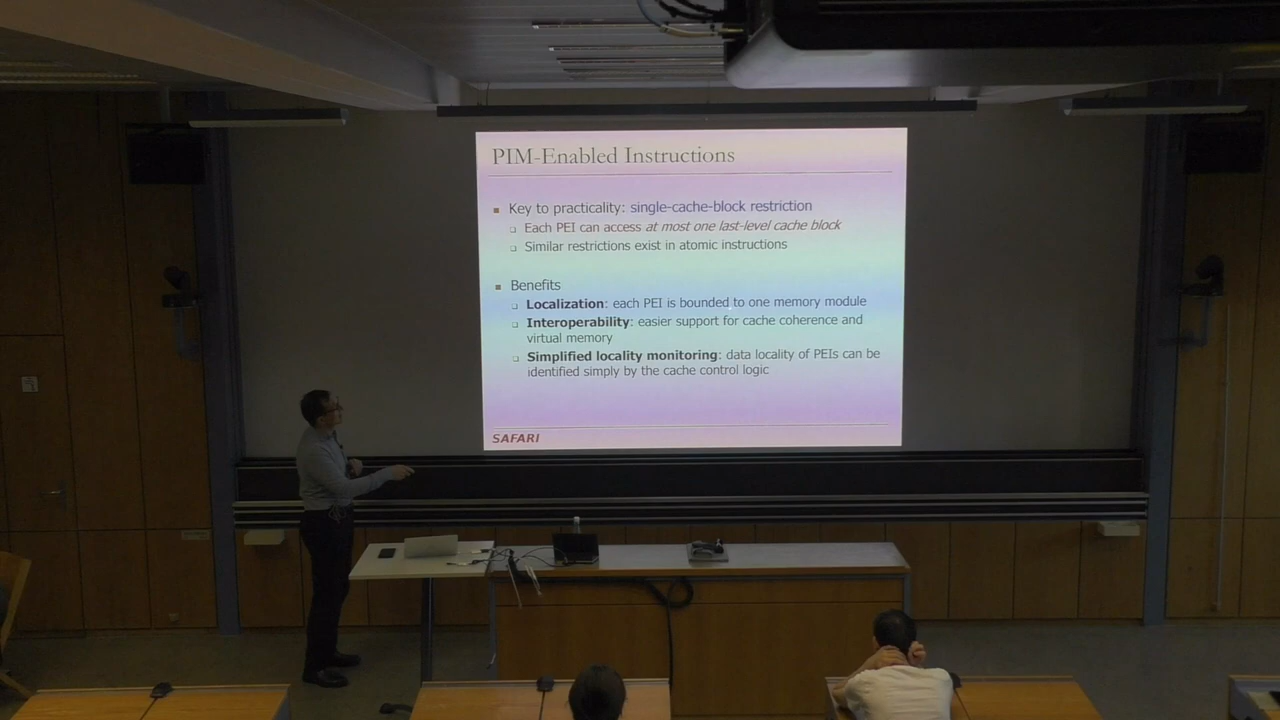 PIM-Enabled Instructions
Key to practicality: single-cache-block restriction
Each PEI can access at most one last-level cache block
Similar restrictions exist in atomic instructions
Benefits
Localization: each PEI is bounded to one memory module
Interoperability: easier support for cache coherence and
virtual memory
Simplified locality monitoring: data locality of PEIs can be
identified simply by the cache control logic
SAFARI